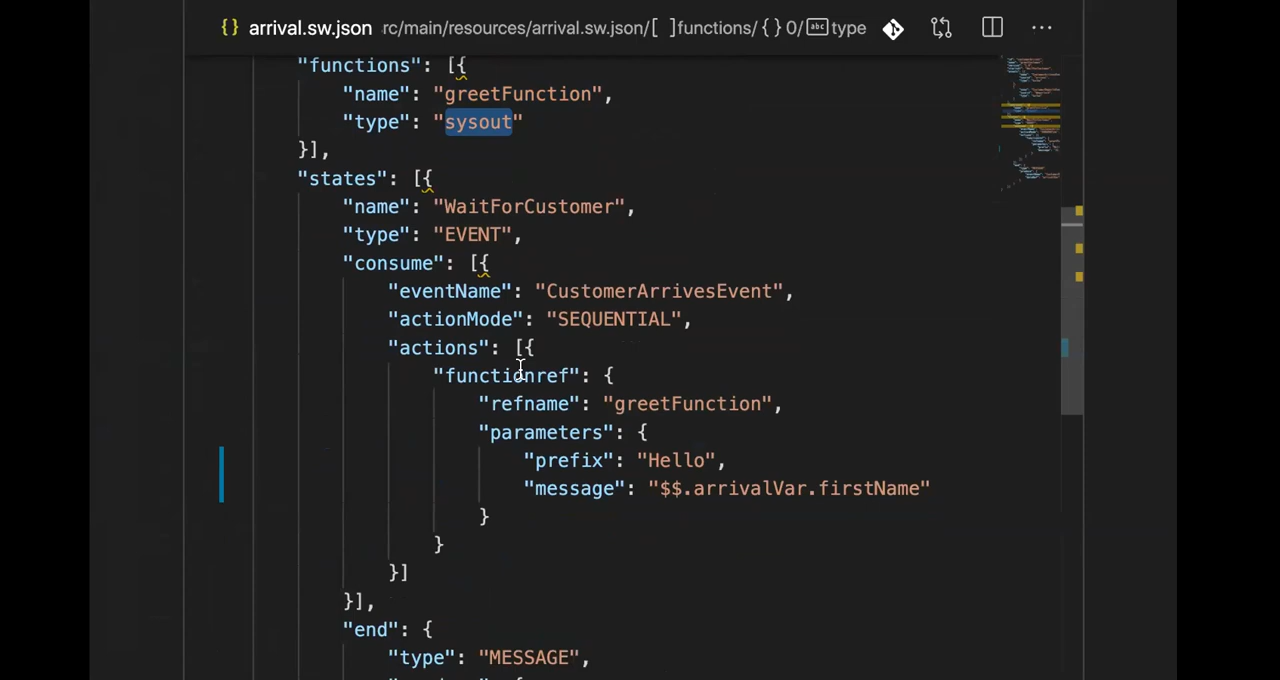 {} arrival.sw.json rc/main/resources/arrival.sw.json/[ ]functions/{ } 0/ abc type ...
"functions": [{
"name": "greetFunction",
"type": "sysout"
}],
"states": [{
"name": "WaitForCustomer",
"type": "EVENT",
"consume": [{
"eventName": "CustomerArrivesEvent",
"actionMode": "SEQUENTIAL",
"actions": [{
"functionref": {
"refname": "greetFunction",
"parameters": {
"prefix": "Hello",
"message": "$$.arrivalVar.firstName"
}
}
}]
}],
"end": {
"type": "MESSAGE",